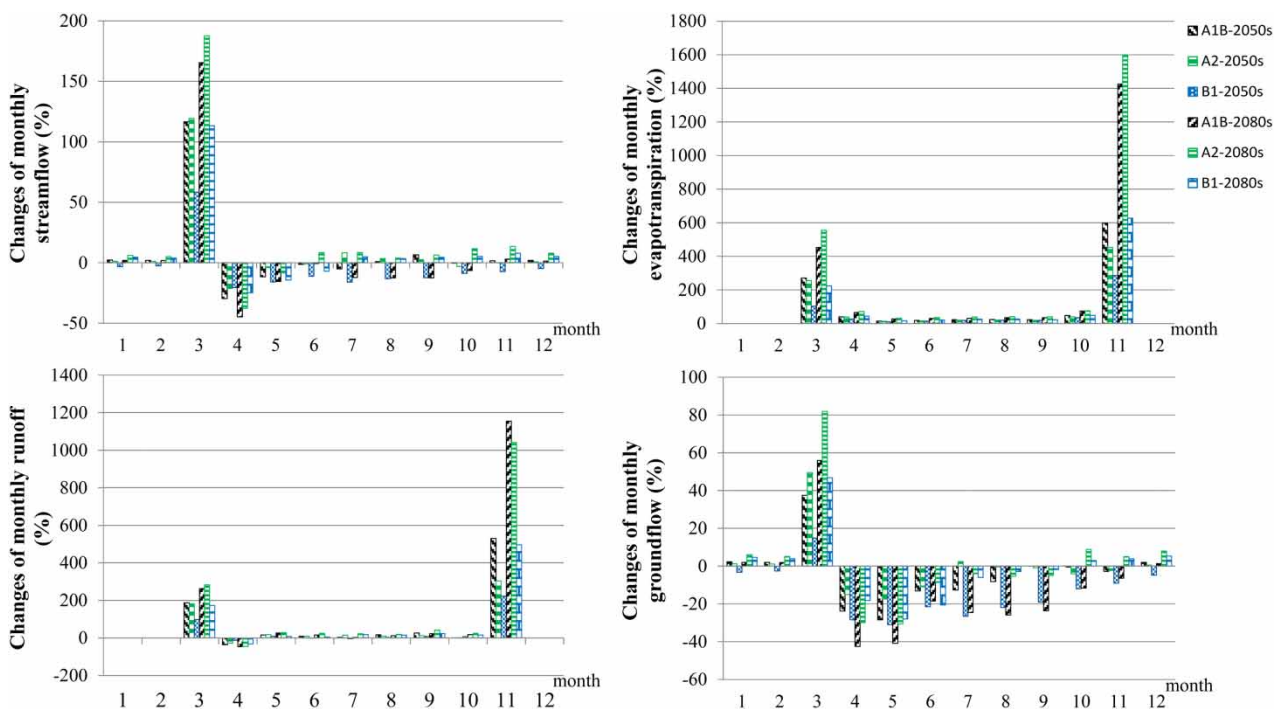 Changes of monthly
streamflow (%)
200
150
100
50
0
-50
1 2 3 4 5 6 7 8 9 10 11 12
month
Changes of monthly
evapotranspiration (%)
1800
1600
1400
1200
1000
800
600
400
200
0
1 2 3 4 5 6 7 8 9 10 11 12
month
A1B-2050s
A2-2050s
B1-2050s
A1B-2080s
A2-2080s
B1-2080s
Changes of monthly runoff
(%)
1400
1200
1000
800
600
400
200
0
-200
1 2 3 4 5 6 7 8 9 10 11 12
month
Changes of monthly
groundflow (%)
100
80
60
40
20
0
-20
-40
-60
1 2 3 4 5 6 7 8 9 10 11 12
month